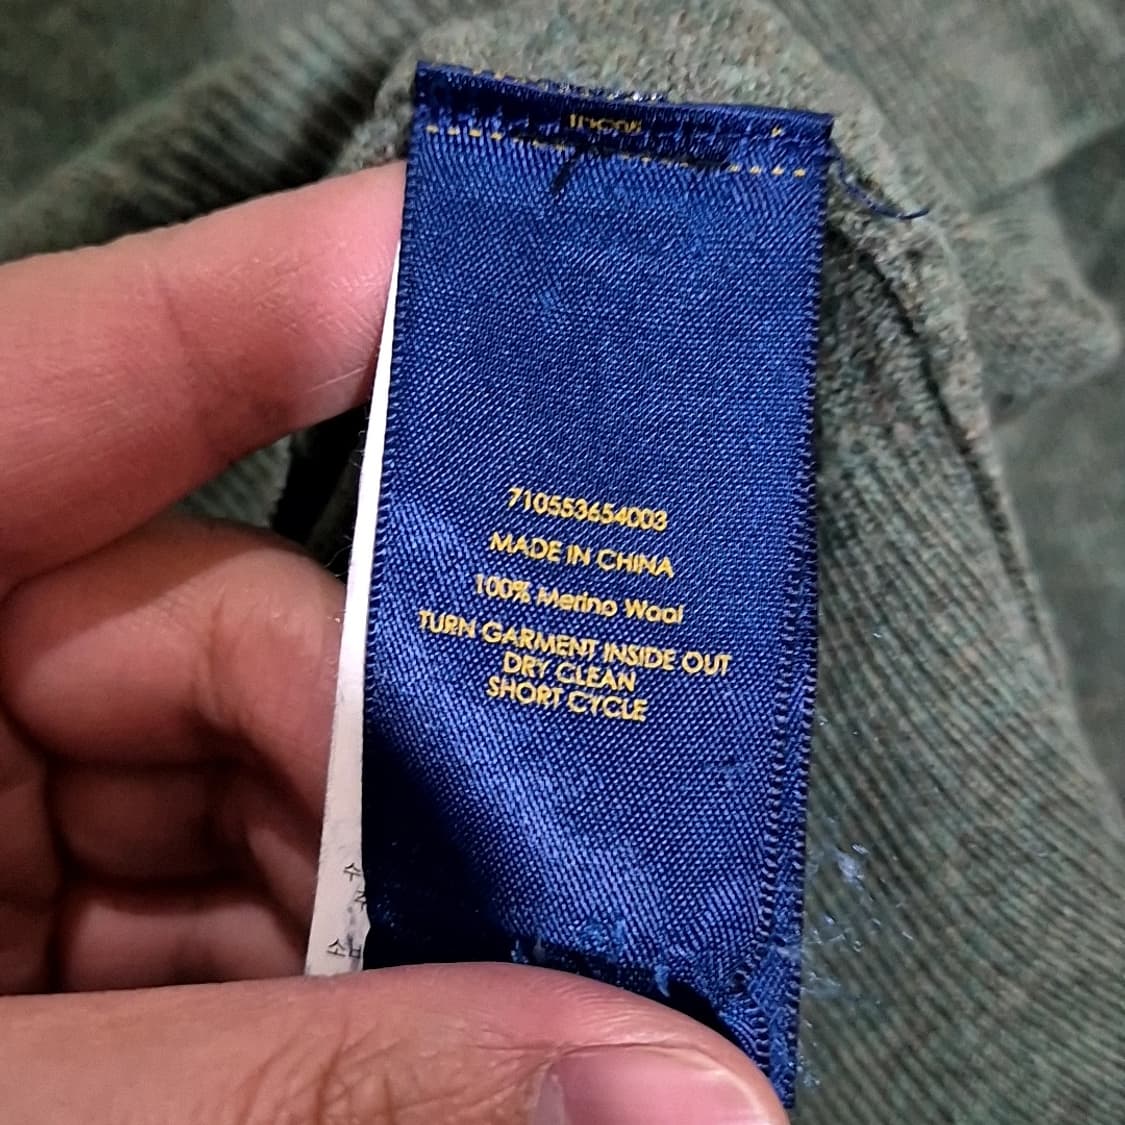 710553654003
MADE IN CHINA
100% Merino Wool
TURN GARMENT INSIDE OUT
DRY CLEAN
SHORT CYCLE